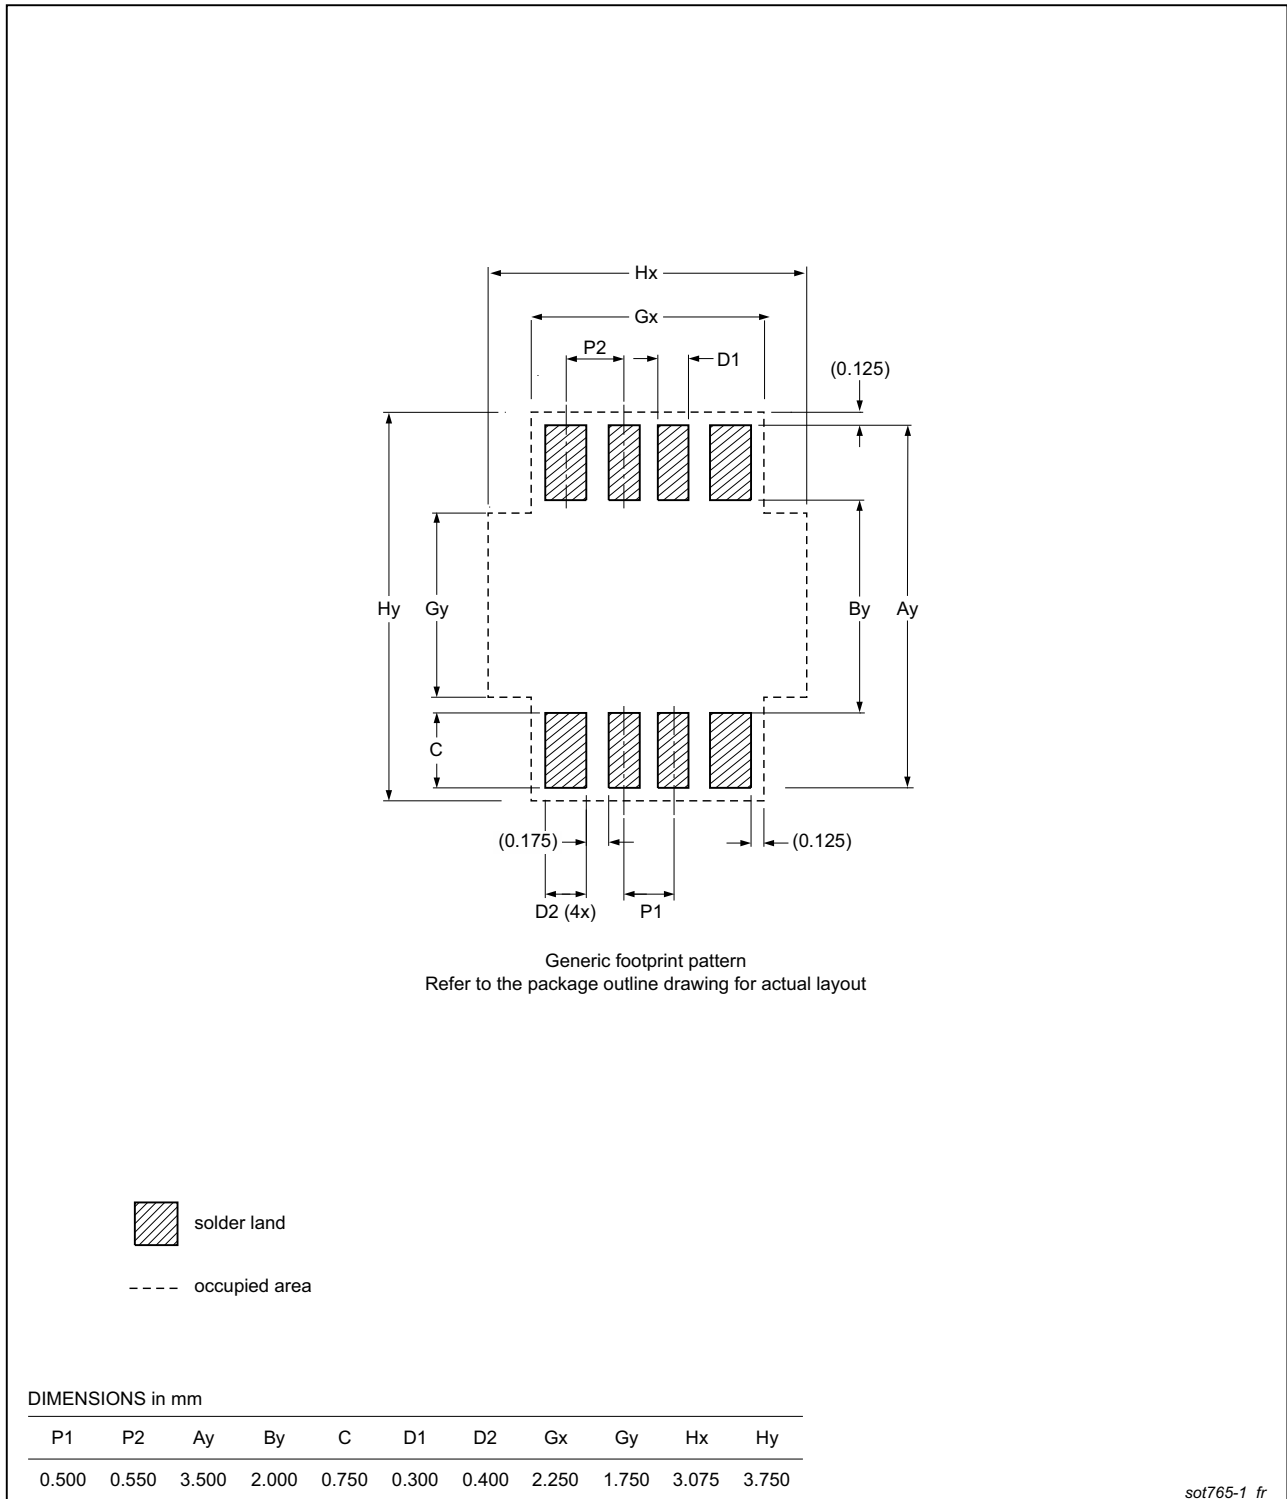 Hx
Gx
P2
D1
(0.125)
Hy
Gy
By
Ay
C
(0.175)
(0.125)
D2 (4x)
P1
Generic footprint pattern
Refer to the package outline drawing for actual layout
solder land
occupied area
DIMENSIONS in mm
P1 P2 Ay By C D1 D2 Gx Gy Hx Hy
0.500 0.550 3.500 2.000 0.750 0.300 0.400 2.250 1.750 3.075 3.750
sot765-1_fr